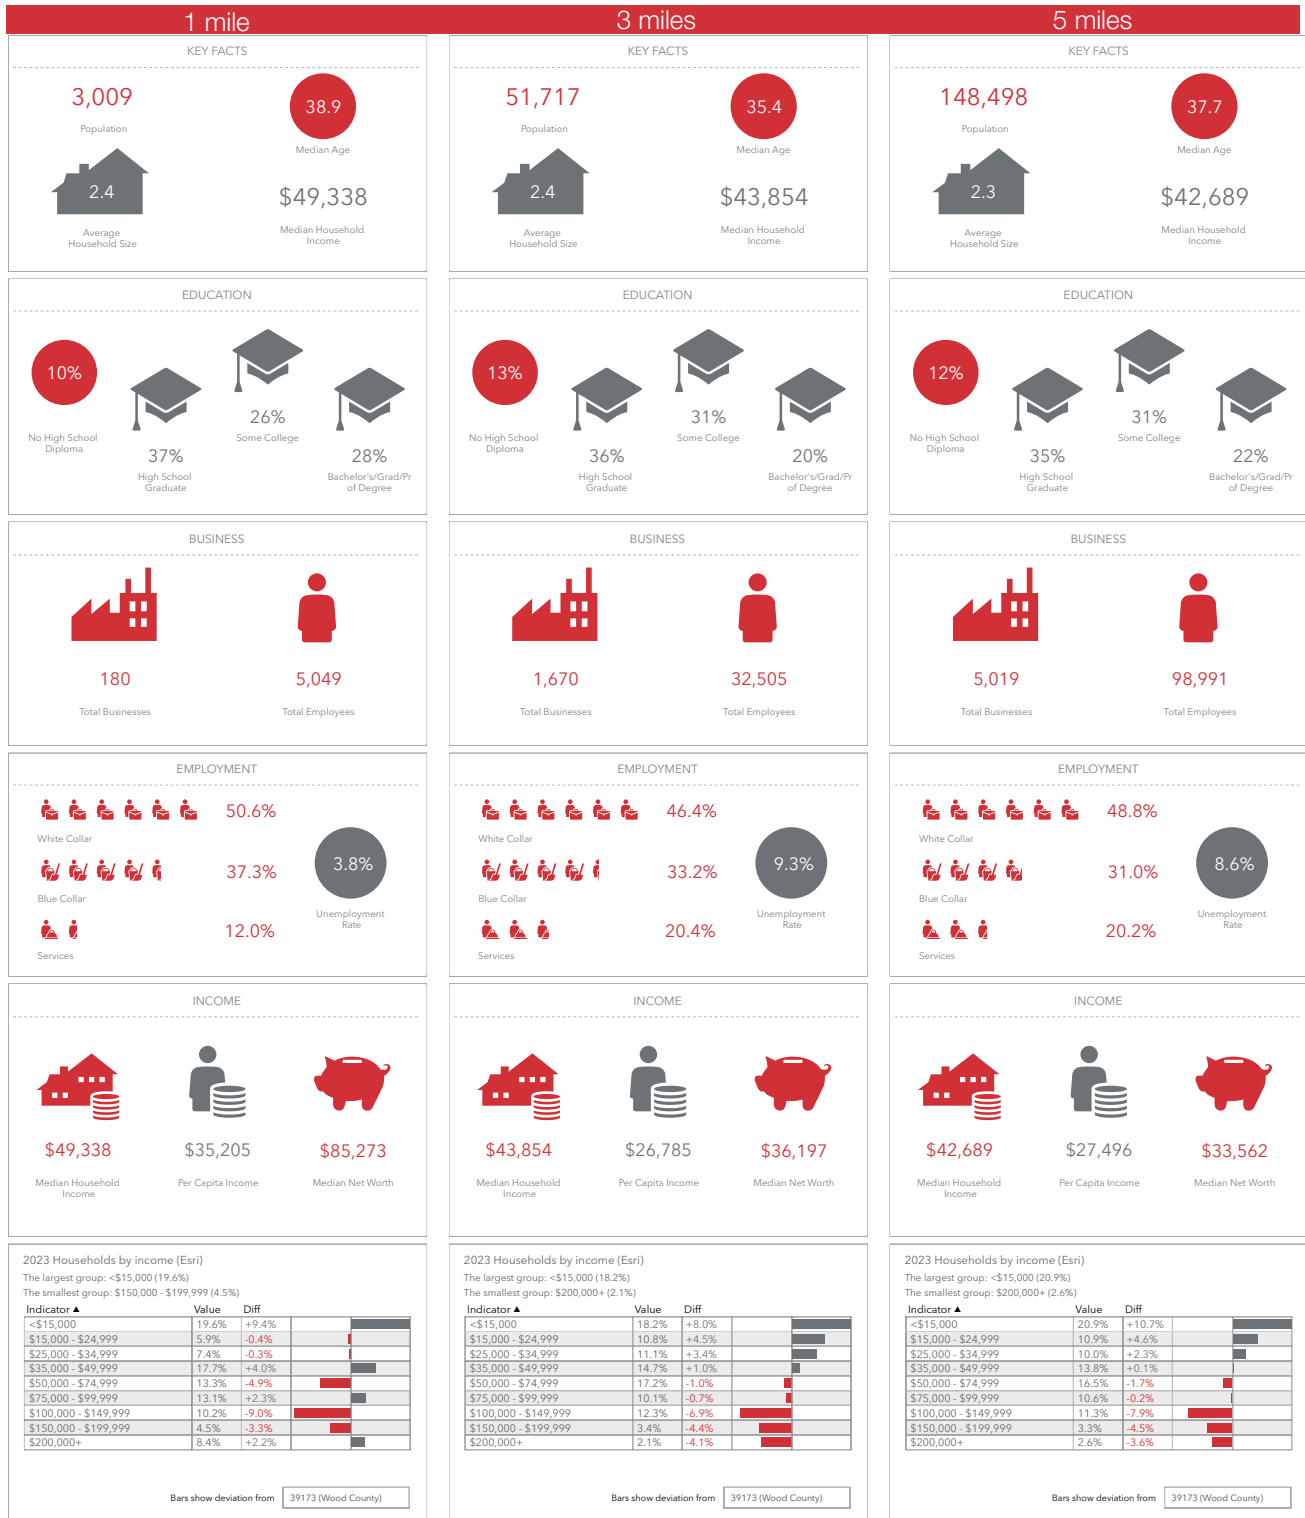 1 mile
3 miles
5 miles
KEY FACTS
3,009
Population
38.9
Median Age
2.4
Average
Household Size
$49,338
Median Household
Income
KEY FACTS
51,717
Population
35.4
Median Age
2.4
Average
Household Size
$43,854
Median Household
Income
KEY FACTS
148,498
Population
37.7
Median Age
2.3
Average
Household Size
$42,689
Median Household
Income
EDUCATION
10%
No High School
Diploma
37%
High School
Graduate
26%
Some College
28%
Bachelor's/Grad/Pr
of Degree
EDUCATION
13%
No High School
Diploma
36%
High School
Graduate
31%
Some College
20%
Bachelor's/Grad/Pr
of Degree
EDUCATION
12%
No High School
Diploma
35%
High School
Graduate
31%
Some College
22%
Bachelor's/Grad/Pr
of Degree
BUSINESS
180
Total Businesses
5,049
Total Employees
BUSINESS
1,670
Total Businesses
32,505
Total Employees
BUSINESS
5,019
Total Businesses
98,991
Total Employees
EMPLOYMENT
50.6%
White Collar
37.3%
Blue Collar
12.0%
Services
3.8%
Unemployment
Rate
EMPLOYMENT
46.4%
White Collar
33.2%
Blue Collar
20.4%
Services
9.3%
Unemployment
Rate
EMPLOYMENT
48.8%
White Collar
31.0%
Blue Collar
20.2%
Services
8.6%
Unemployment
Rate
INCOME
$49,338
Median Household
Income
$35,205
Per Capita Income
$85,273
Median Net Worth
INCOME
$43,854
Median Household
Income
$26,785
Per Capita Income
$36,197
Median Net Worth
INCOME
$42,689
Median Household
Income
$27,496
Per Capita Income
$33,562
Median Net Worth
2023 Households by income (Esri)
The largest group: <$15,000 (19.6%)
The smallest group: $150,000 - $199,999 (4.5%)
Indicator ▲ Value Diff
<$15,000 19.6% +9.4%
$15,000 - $24,999 5.9% -0.4%
$25,000 - $34,999 7.4% -0.3%
$35,000 - $49,999 17.7% +4.0%
$50,000 - $74,999 13.3% -4.9%
$75,000 - $99,999 13.1% +2.3%
$100,000 - $149,999 10.2% -9.0%
$150,000 - $199,999 4.5% -3.3%
$200,000+ 8.4% +2.2%
Bars show deviation from 39173 (Wood County)
2023 Households by income (Esri)
The largest group: <$15,000 (18.2%)
The smallest group: $200,000+ (2.1%)
Indicator ▲ Value Diff
<$15,000 18.2% +8.0%
$15,000 - $24,999 10.8% +4.5%
$25,000 - $34,999 11.1% +3.4%
$35,000 - $49,999 14.7% +1.0%
$50,000 - $74,999 17.2% -1.0%
$75,000 - $99,999 10.1% -0.7%
$100,000 - $149,999 12.3% -6.9%
$150,000 - $199,999 3.4% -4.4%
$200,000+ 2.1% -4.1%
Bars show deviation from 39173 (Wood County)
2023 Households by income (Esri)
The largest group: <$15,000 (20.9%)
The smallest group: $200,000+ (2.6%)
Indicator ▲ Value Diff
<$15,000 20.9% +10.7%
$15,000 - $24,999 10.9% +4.6%
$25,000 - $34,999 10.0% +2.3%
$35,000 - $49,999 13.8% +0.1%
$50,000 - $74,999 16.5% -1.7%
$75,000 - $99,999 10.6% -0.2%
$100,000 - $149,999 11.3% -7.9%
$150,000 - $199,999 3.3% -4.5%
$200,000+ 2.6% -3.6%
Bars show deviation from 39173 (Wood County)